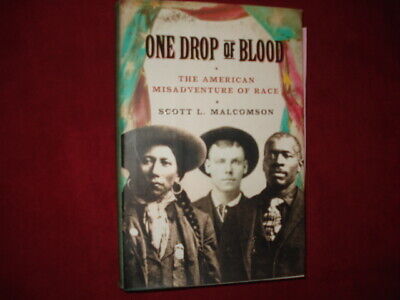 ONE DROP OF BLOOD
THE AMERICAN
MISADVENTURE OF RACE
SCOTT L. MALCOMSON